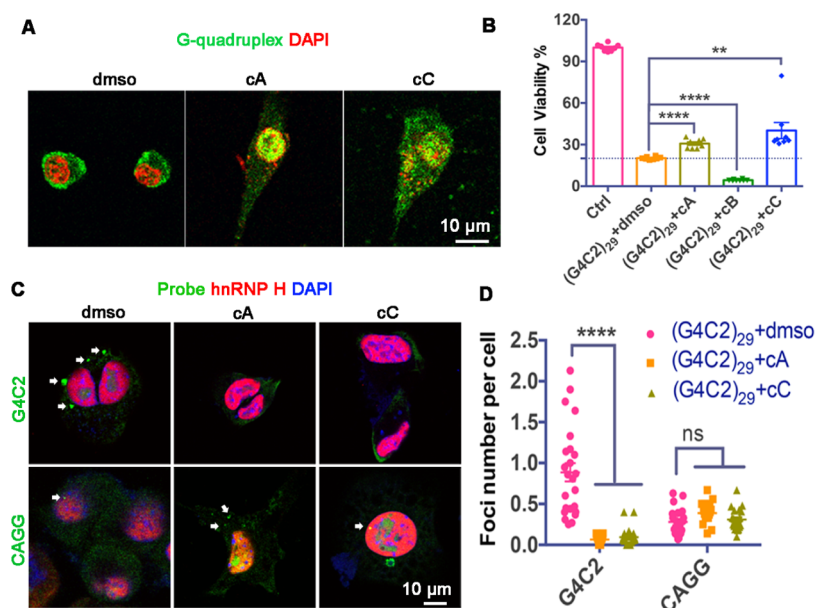 A
G-quadruplex DAPI
dmso cA cC
10 µm
B
Cell Viability %
120
90
60
30
0
**
****
****
Ctrl
(G4C2)29+dmso
(G4C2)29+cA
(G4C2)29+cB
(G4C2)29+cC
C
Probe hnRNP H DAPI
dmso cA cC
G4C2
CAGG
10 µm
D
Foci number per cell
2.5
2.0
1.5
1.0
0.5
0.0
****
ns
(G4C2)29+dmso
(G4C2)29+cA
(G4C2)29+cC
G4C2
CAGG